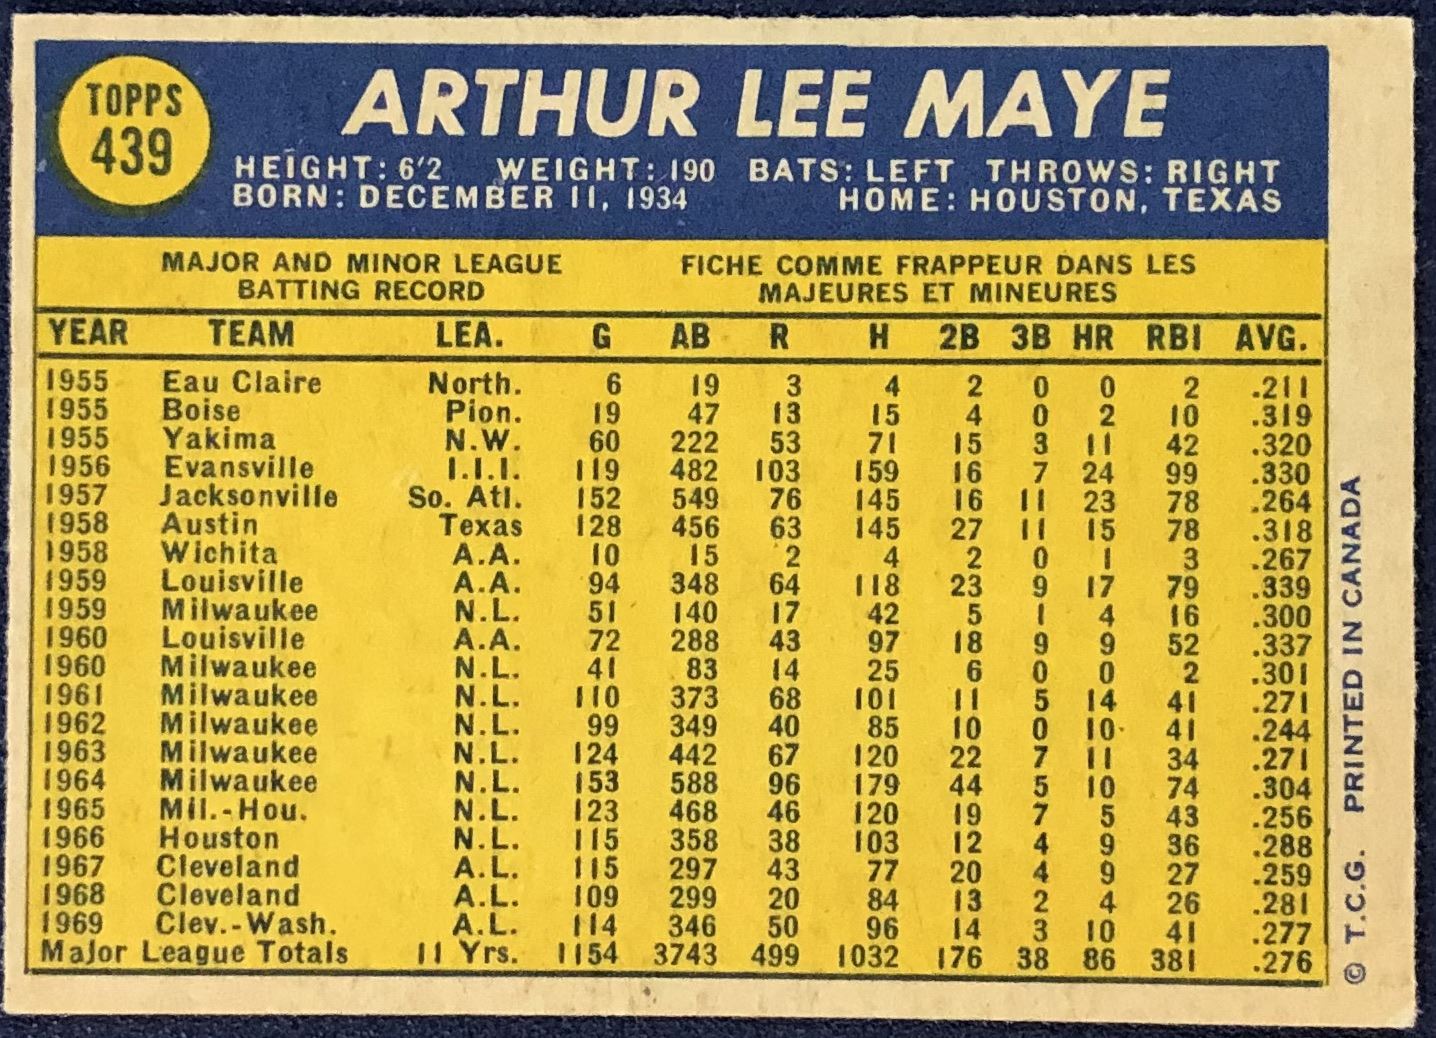 TOPPS
439
ARTHUR LEE MAYE
HEIGHT: 6'2 WEIGHT: 190 BATS: LEFT THROWS: RIGHT
BORN: DECEMBER 11, 1934 HOME: HOUSTON, TEXAS
MAJOR AND MINOR LEAGUE
BATTING RECORD
FICHE COMME FRAPPEUR DANS LES
MAJEURES ET MINEURES
YEAR TEAM LEA. G AB R H 2B 3B HR RBI AVG.
1955 Eau Claire North. 6 19 3 4 2 0 0 2 .211
1955 Boise Pion. 19 47 13 15 4 0 2 10 .319
1955 Yakima N.W. 60 222 53 71 15 3 11 42 .320
1956 Evansville I.I.I. 119 482 103 159 16 7 24 99 .330
1957 Jacksonville So. Atl. 152 549 76 145 16 11 23 78 .264
1958 Austin Texas 128 456 63 145 27 11 15 78 .318
1958 Wichita A.A. 10 15 2 4 2 0 1 3 .267
1959 Louisville A.A. 94 348 64 118 23 9 17 79 .339
1959 Milwaukee N.L. 51 140 17 42 5 1 4 16 .300
1960 Louisville A.A. 72 288 43 97 18 9 9 52 .337
1960 Milwaukee N.L. 41 83 14 25 6 0 0 2 .301
1961 Milwaukee N.L. 110 373 68 101 11 5 14 41 .271
1962 Milwaukee N.L. 99 349 40 85 10 0 10 41 .244
1963 Milwaukee N.L. 124 442 67 120 22 7 11 34 .271
1964 Milwaukee N.L. 153 588 96 179 44 5 10 74 .304
1965 Mil.-Hou. N.L. 123 468 46 120 19 7 5 43 .256
1966 Houston N.L. 115 358 38 103 12 4 9 36 .288
1967 Cleveland A.L. 115 297 43 77 20 4 9 27 .259
1968 Cleveland A.L. 109 299 20 84 13 2 4 26 .281
1969 Clev.-Wash. A.L. 114 346 50 96 14 3 10 41 .277
Major League Totals 11 Yrs. 1154 3743 499 1032 176 38 86 381 .276
© T.C.G. PRINTED IN CANADA